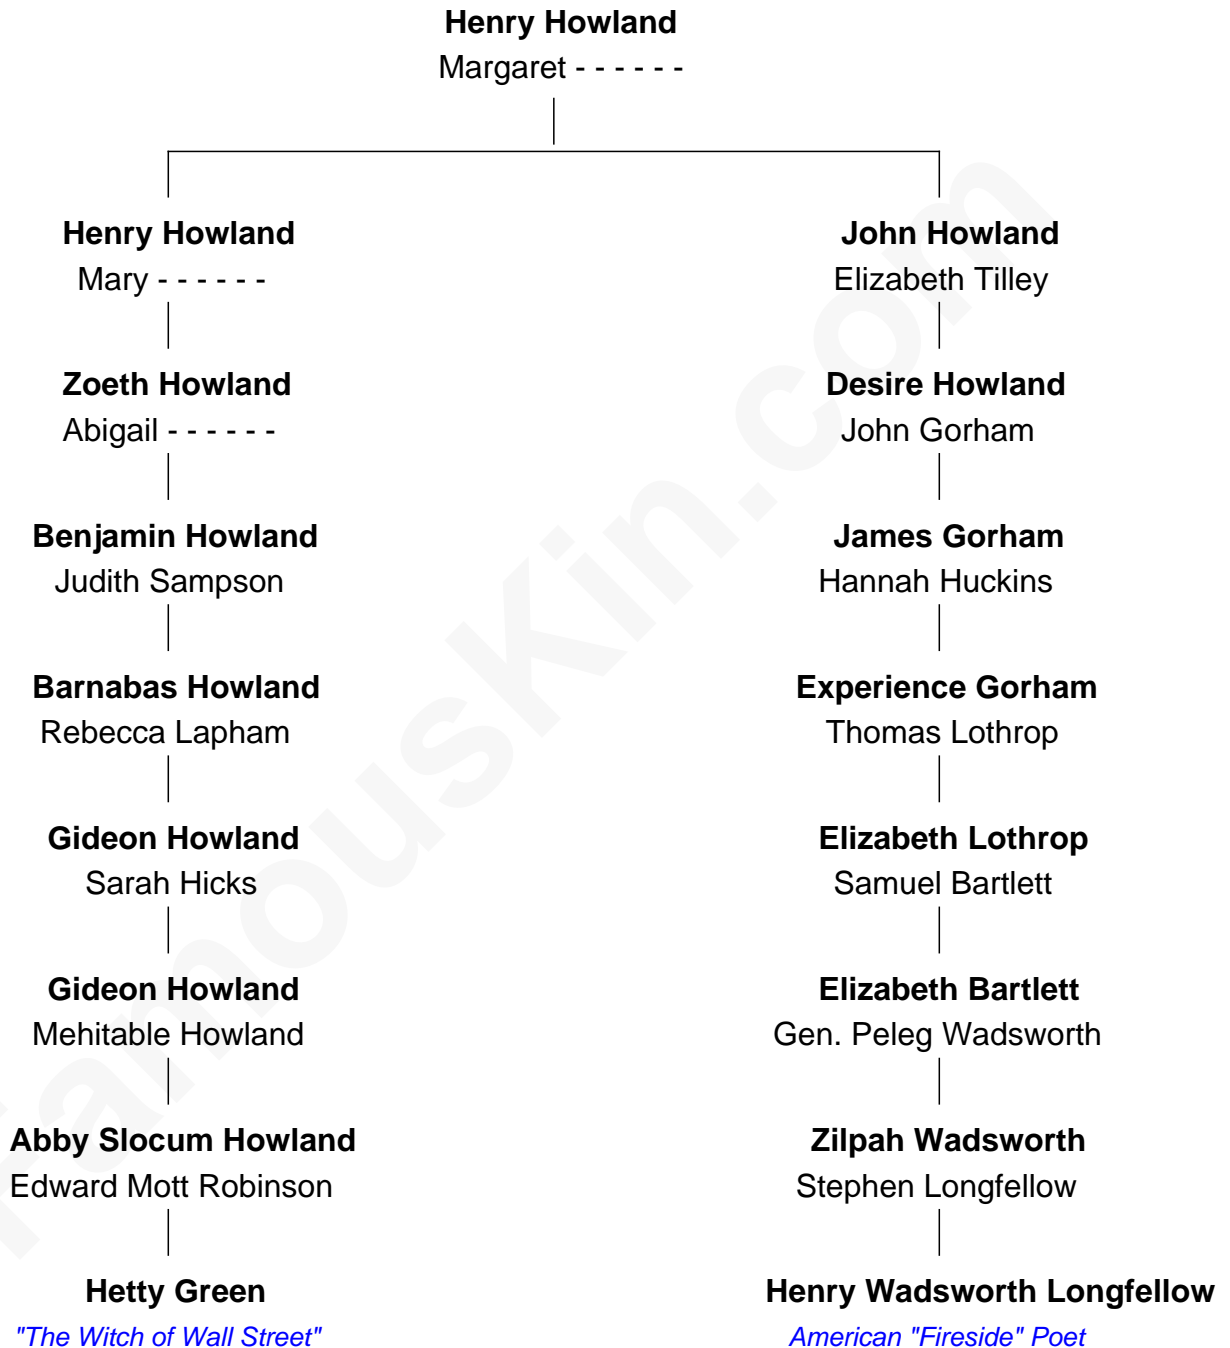 Henry Howland
Margaret - - - - - -
Henry Howland
Mary - - - - - -
John Howland
Elizabeth Tilley
Zoeth Howland
Abigail - - - - - -
Desire Howland
John Gorham
Benjamin Howland
Judith Sampson
James Gorham
Hannah Huckins
Barnabas Howland
Rebecca Lapham
Experience Gorham
Thomas Lothrop
Gideon Howland
Sarah Hicks
Elizabeth Lothrop
Samuel Bartlett
Gideon Howland
Mehitable Howland
Elizabeth Bartlett
Gen. Peleg Wadsworth
Abby Slocum Howland
Edward Mott Robinson
Zilpah Wadsworth
Stephen Longfellow
Hetty Green
"The Witch of Wall Street"
Henry Wadsworth Longfellow
American "Fireside" Poet
FamousKin.com